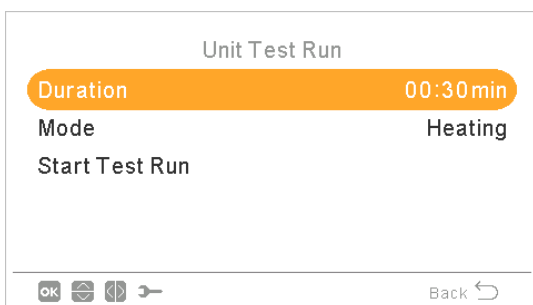 Unit Test Run
Duration 00:30min
Mode Heating
Start Test Run
OK Back